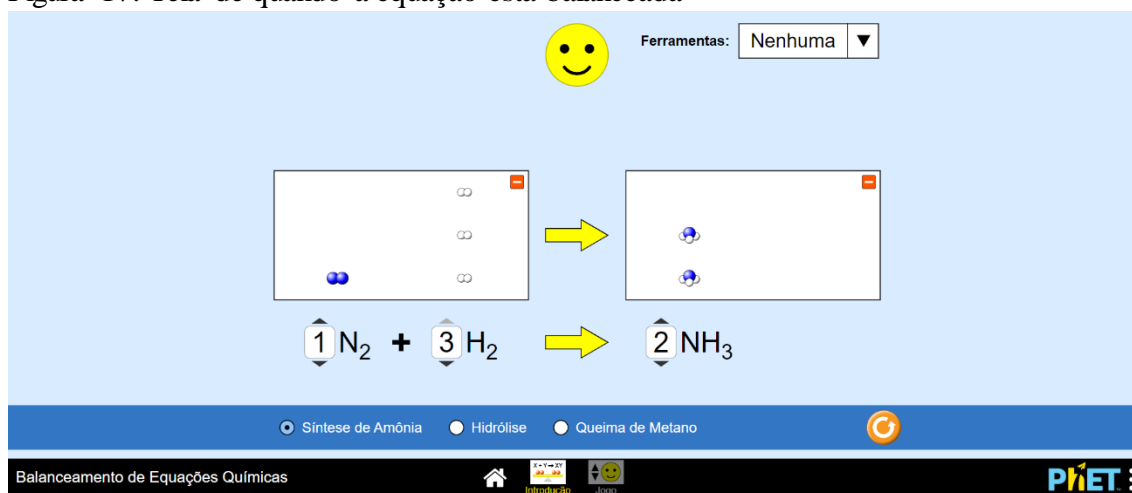 Figura 17: Tela de quando a equação está balanceada
Ferramentas: Nenhuma ▼
1 N₂ + 3 H₂ 2 NH₃
Síntese de Amônia Hidrólise Queima de Metano
Balanceamento de Equações Químicas
X + Y → XY
Introdução Jogo
PhET